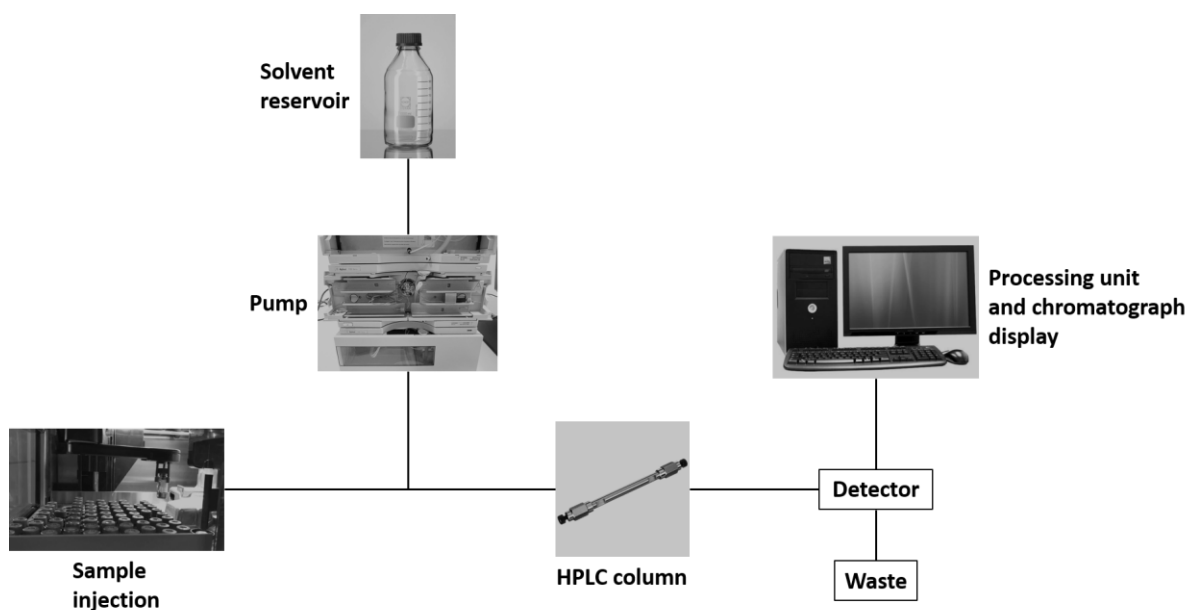 Solvent
reservoir
Pump
Processing unit
and chromatograph
display
Detector
Sample
injection
HPLC column
Waste